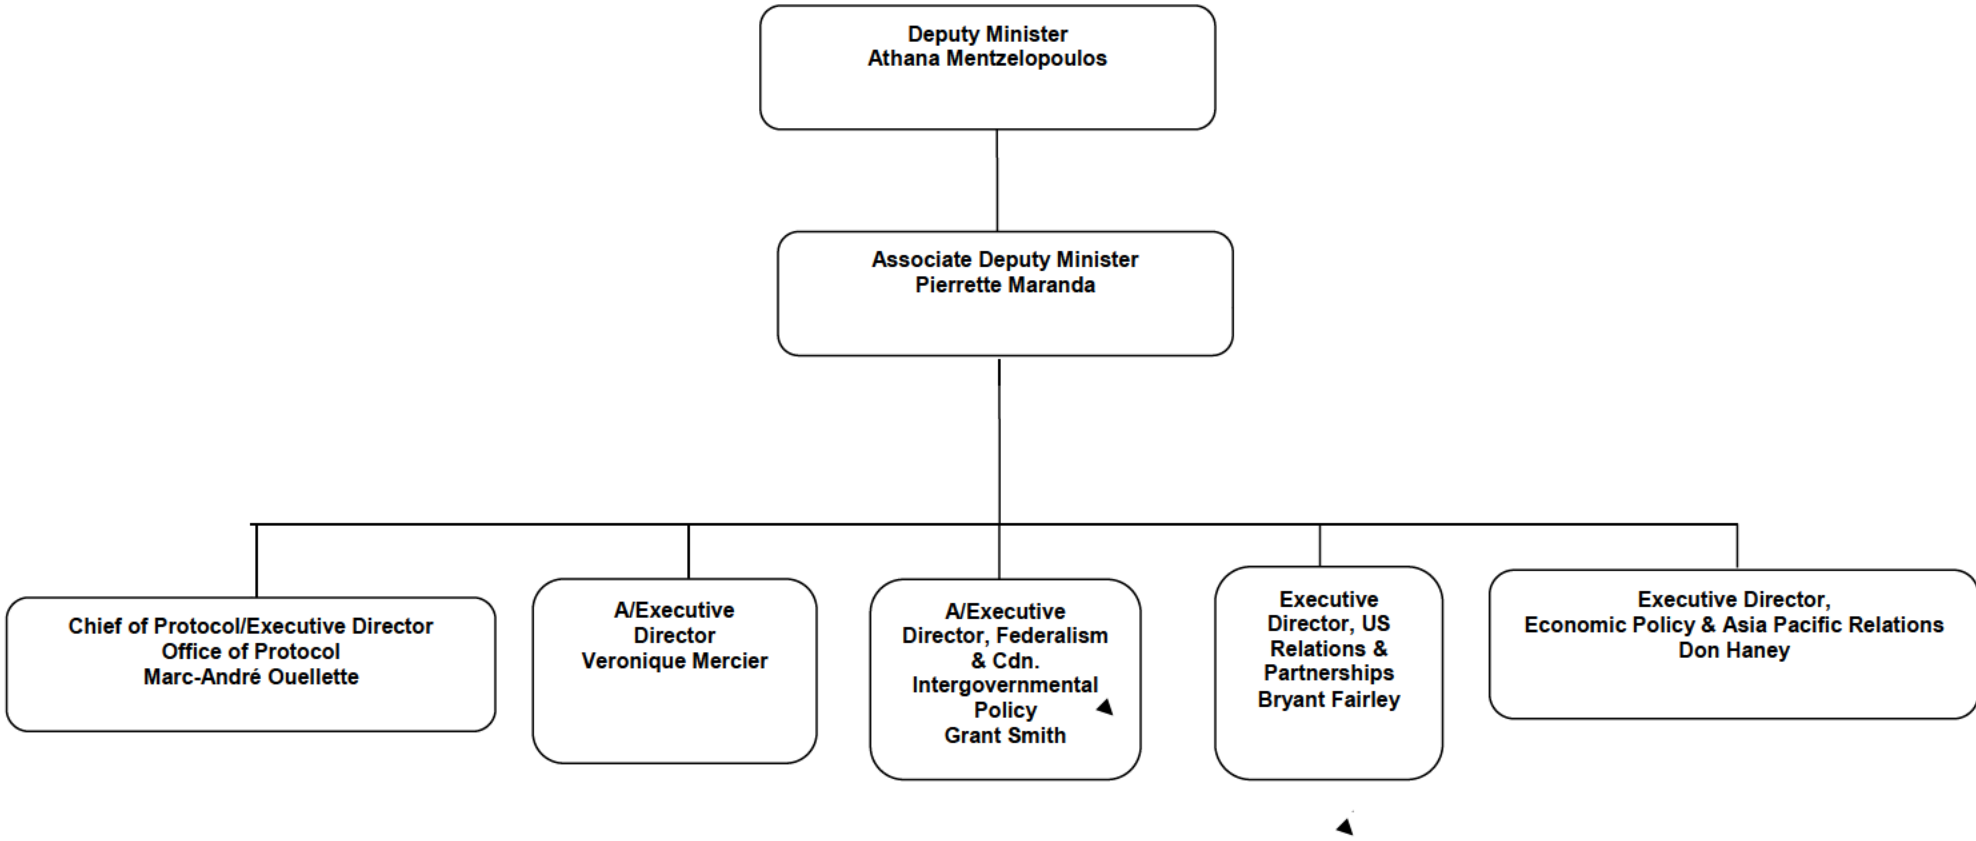 Deputy Minister
Athana Mentzelopoulos
Associate Deputy Minister
Pierrette Maranda
Chief of Protocol/Executive Director
Office of Protocol
Marc-André Ouellette
A/Executive
Director
Veronique Mercier
A/Executive
Director, Federalism
& Cdn.
Intergovernmental
Policy
Grant Smith
Executive
Director, US
Relations &
Partnerships
Bryant Fairley
Executive Director,
Economic Policy & Asia Pacific Relations
Don Haney